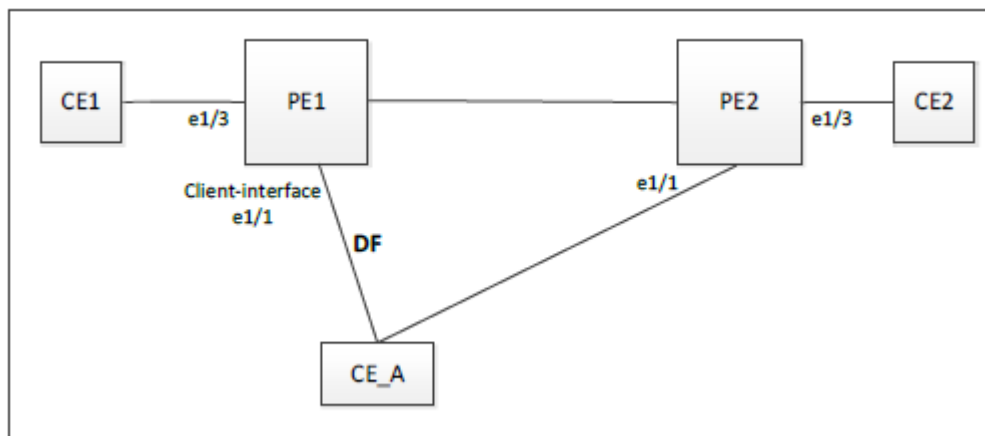 CE1
PE1
PE2
CE2
e1/3
e1/3
Client-interface
e1/1
e1/1
DF
CE_A